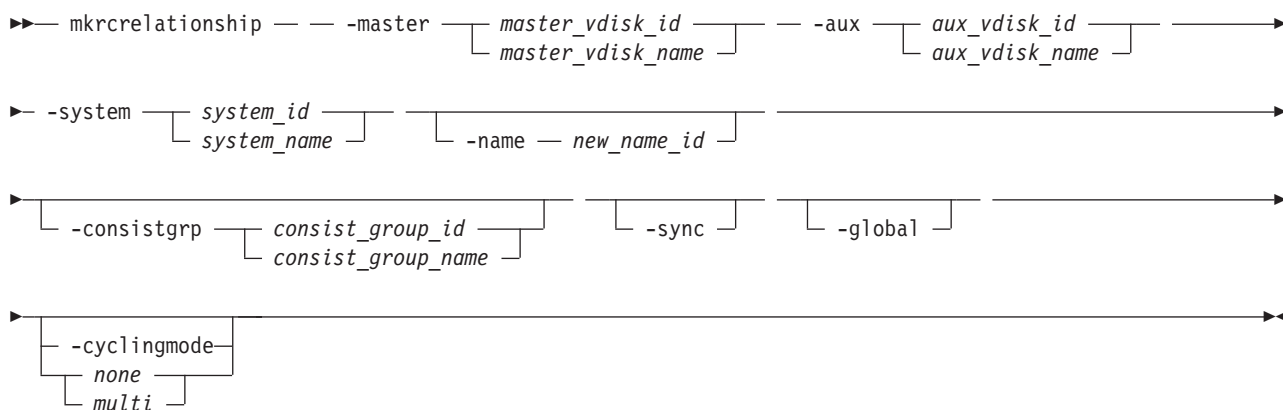 mkrcrelationship -master master_vdisk_id -aux aux_vdisk_id
master_vdisk_name aux_vdisk_name
-system system_id
system_name -name new_name_id
-consistgrp consist_group_id -sync -global
consist_group_name
-cyclingmode
none
multi